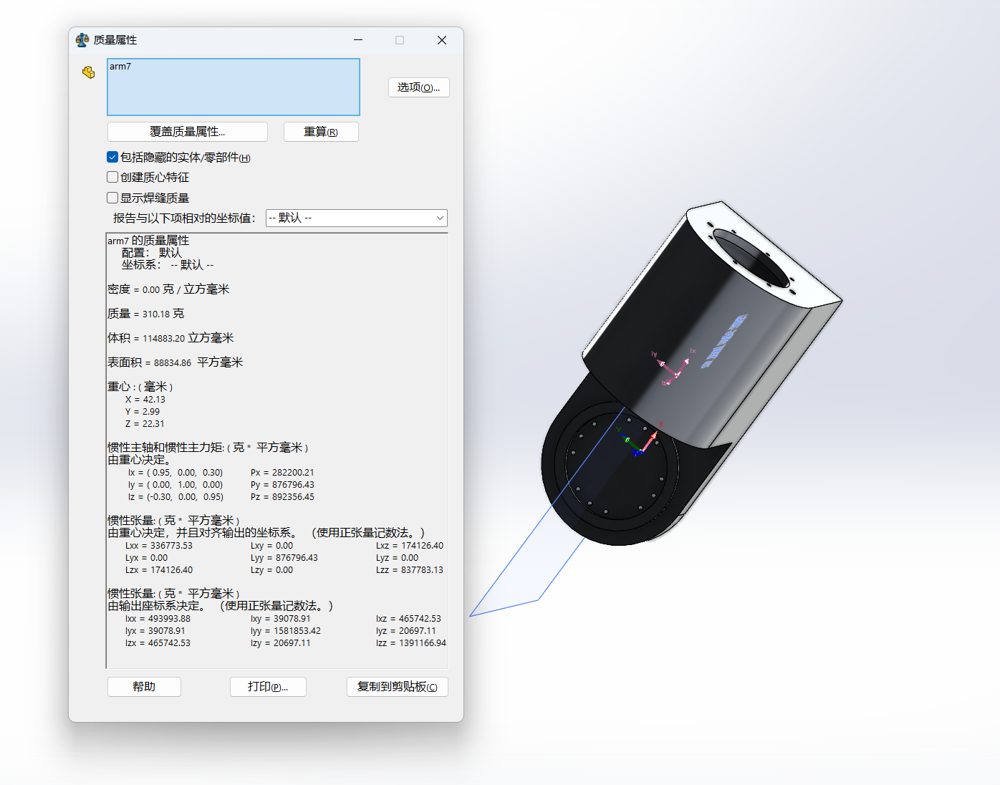 质量属性
arm7
选项(O)...
覆盖质量属性...
重算(R)
包括隐藏的实体/零部件(H)
创建质心特征
显示焊缝质量
报告与以下项相对的坐标值： -- 默认 --
arm7 的质量属性
配置： 默认
坐标系： -- 默认 --
密度 = 0.00 克 / 立方毫米
质量 = 310.18 克
体积 = 114883.20 立方毫米
表面积 = 88834.86 平方毫米
重心 : ( 毫米 )
X = 42.13
Y = 2.99
Z = 22.31
惯性主轴和惯性主力矩: ( 克 * 平方毫米 )
由重心决定。
Ix = ( 0.95, 0.00, 0.30) Px = 282200.21
Iy = ( 0.00, 1.00, 0.00) Py = 876796.43
Iz = (-0.30, 0.00, 0.95) Pz = 892356.45
惯性张量: ( 克 * 平方毫米 )
由重心决定，并且对齐输出的坐标系。 （使用正张量记数法。）
Lxx = 336773.53 Lxy = 0.00 Lxz = 174126.40
Lyx = 0.00 Lyy = 876796.43 Lyz = 0.00
Lzx = 174126.40 Lzy = 0.00 Lzz = 837783.13
惯性张量: ( 克 * 平方毫米 )
由输出座标系决定。 （使用正张量记数法。）
Ixx = 493993.88 Ixy = 39078.91 Ixz = 465742.53
Iyx = 39078.91 Iyy = 1581853.42 Iyz = 20697.11
Izx = 465742.53 Izy = 20697.11 Izz = 1391166.94
帮助
打印(P)...
复制到剪贴板(C)
Iy
Ix
Iz
X
Y